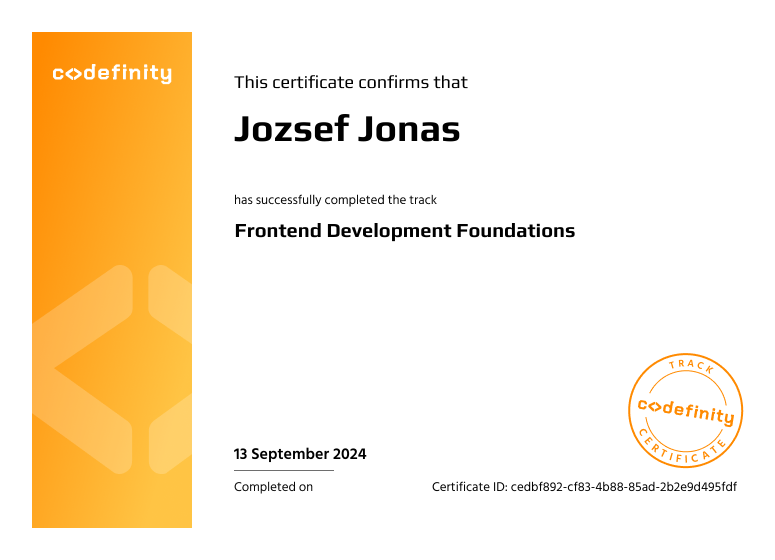 c<>definity
This certificate confirms that
Jozsef Jonas
has successfully completed the track
Frontend Development Foundations
TRACK
c<>definity
CERTIFICATE
13 September 2024
Completed on
Certificate ID: cedbf892-cf83-4b88-85ad-2b2e9d495fdf